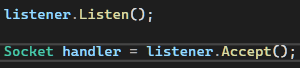 listener.Listen();
Socket handler = listener.Accept();